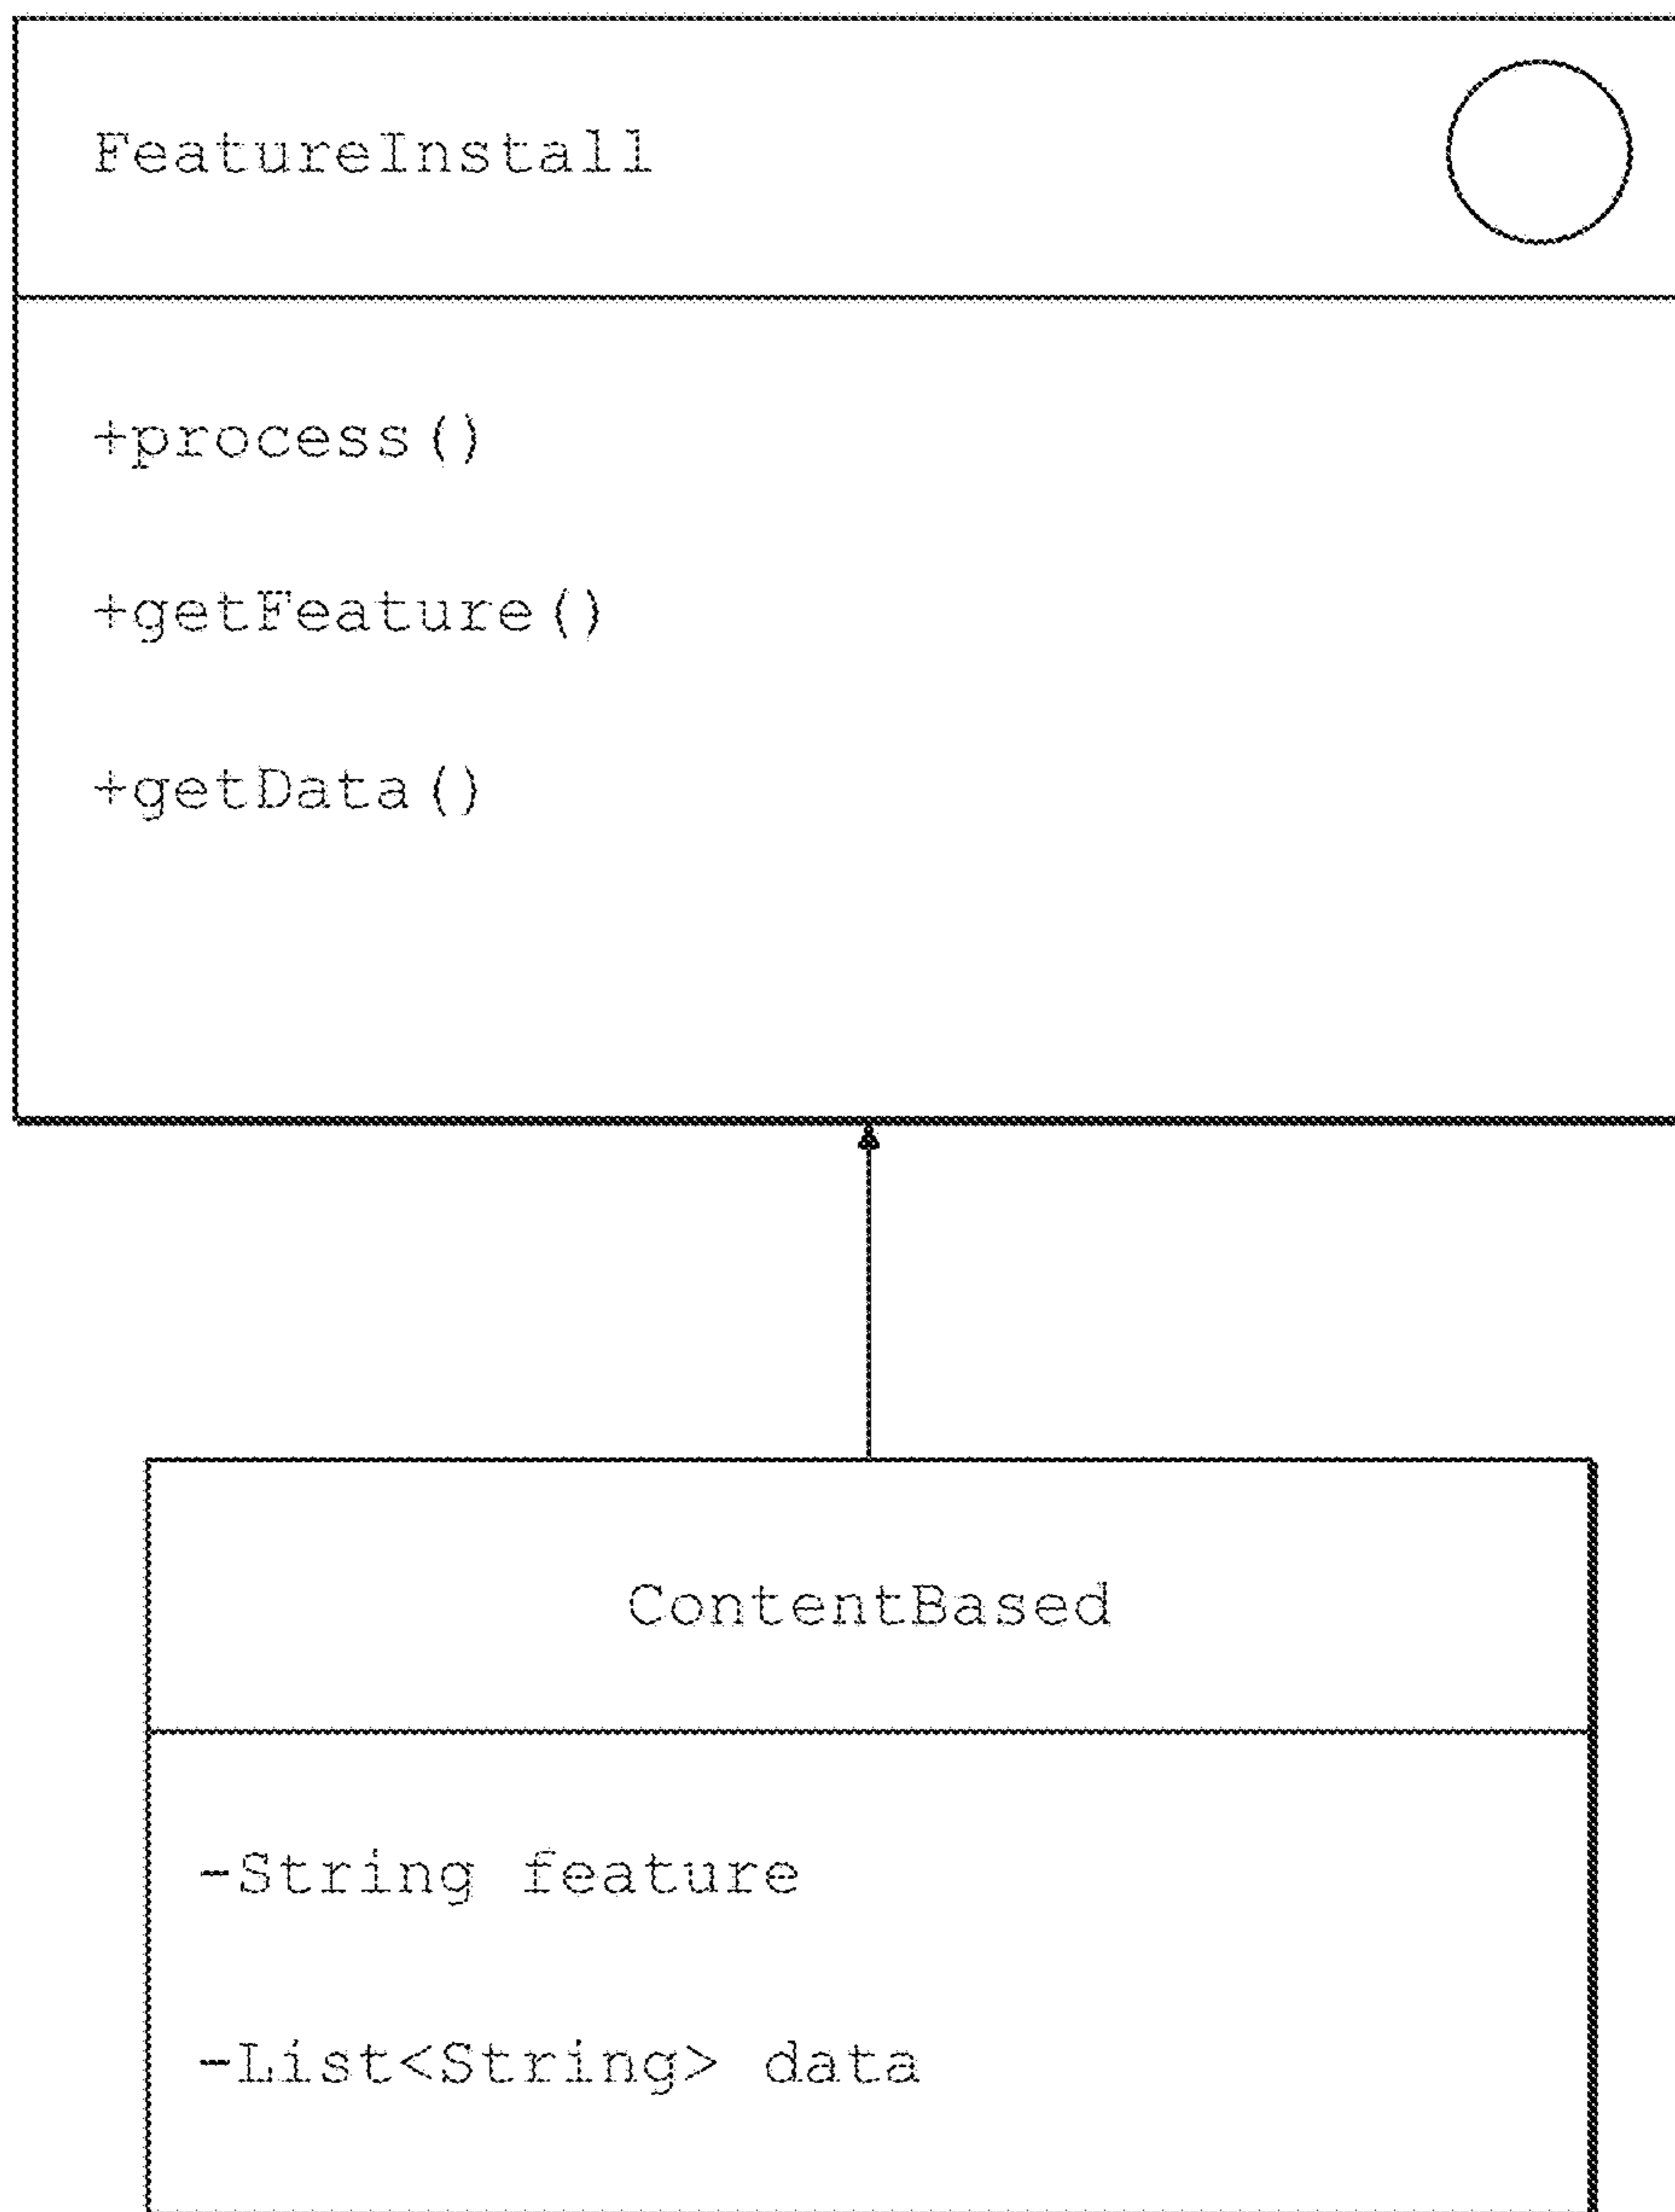 FeatureInstall
+process()
+getFeature()
+getData()
ContentBased
-String feature
-List<String> data